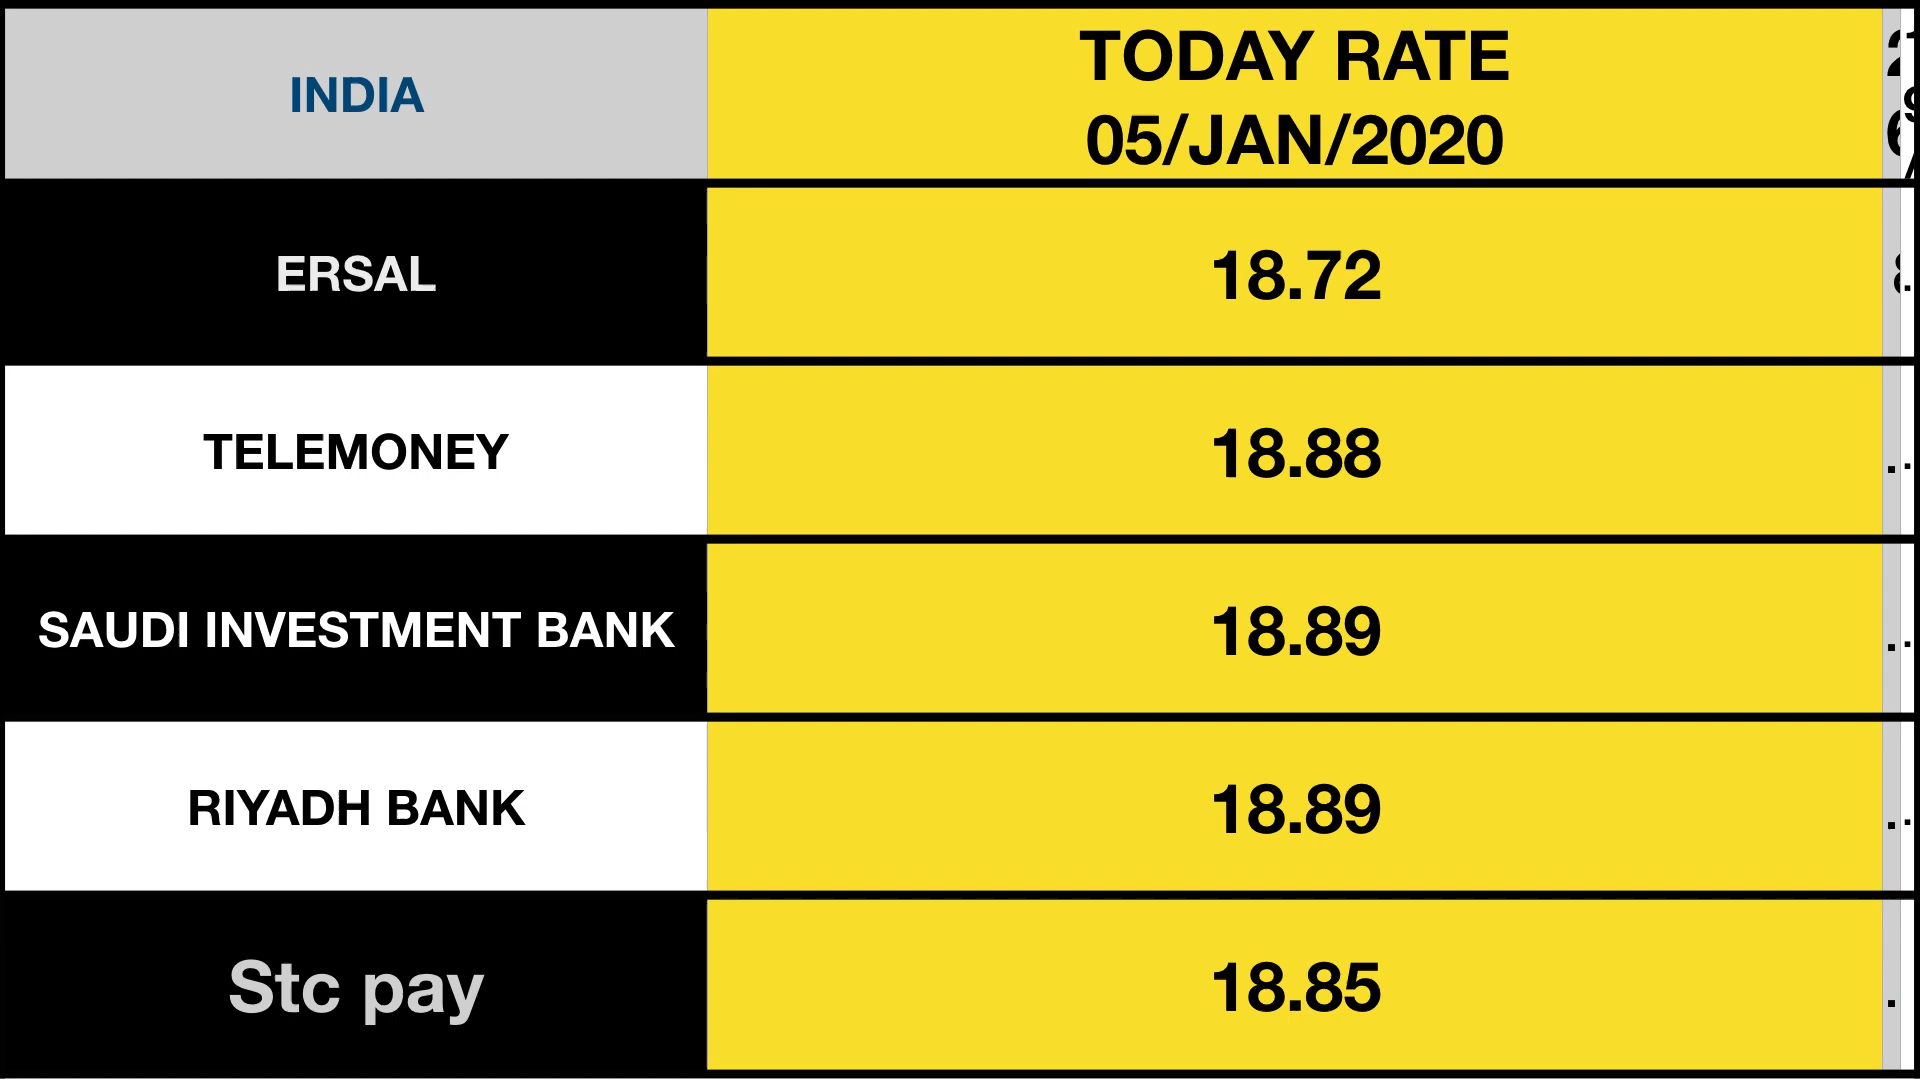 INDIA
TODAY RATE
05/JAN/2020
ERSAL
18.72
TELEMONEY
18.88
SAUDI INVESTMENT BANK
18.89
RIYADH BANK
18.89
Stc pay
18.85